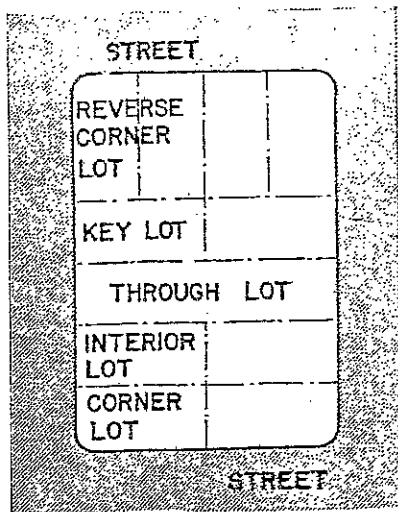 STREET
REVERSE
CORNER
LOT
KEY LOT
THROUGH LOT
INTERIOR
LOT
CORNER
LOT
STREET